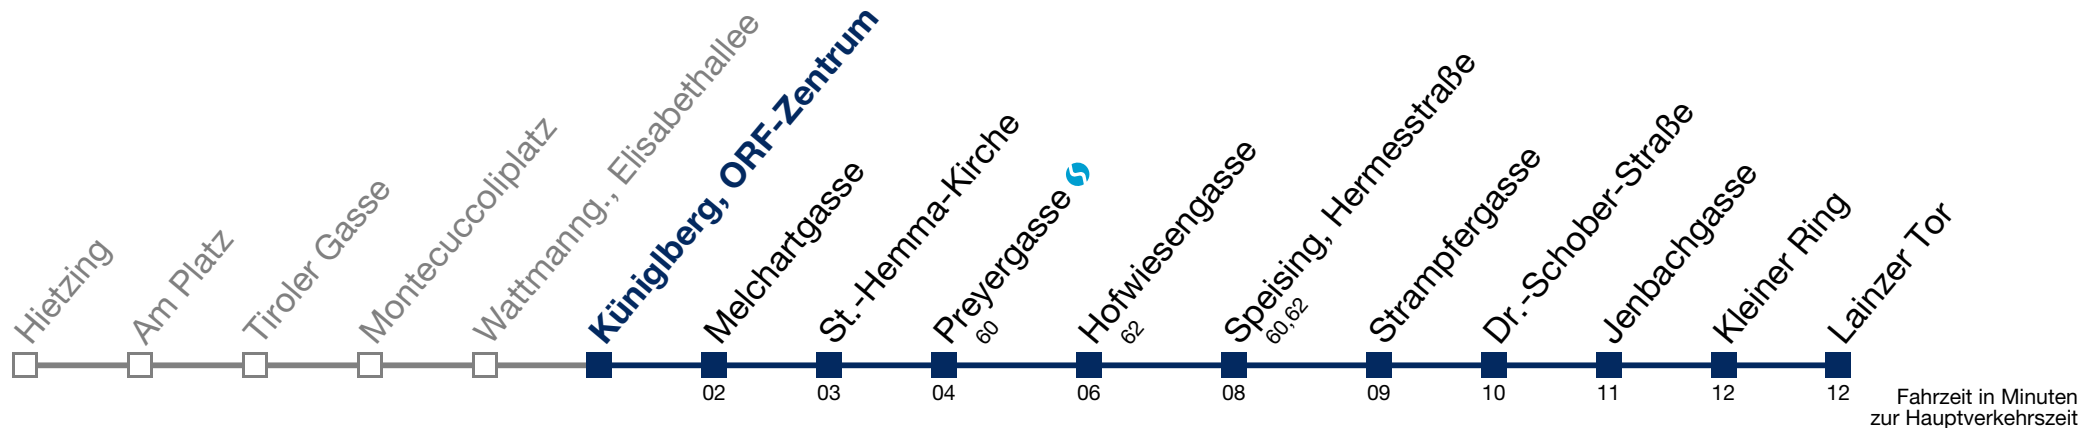 Hietzing
Am Platz
Tiroler Gasse
Montecuccoliplatz
Wattmanng., Elisabethallee
Küniglberg, ORF-Zentrum
Melchartgasse
St.-Hemma-Kirche
Preyergasse
60
Hofwiesengasse
62
Speising, Hermesstraße
60,62
Strampfergasse
Dr.-Schober-Straße
Jenbachgasse
Kleiner Ring
Lainzer Tor
02 03 04 06 08 09 10 11 12 12
Fahrzeit in Minuten
zur Hauptverkehrszeit